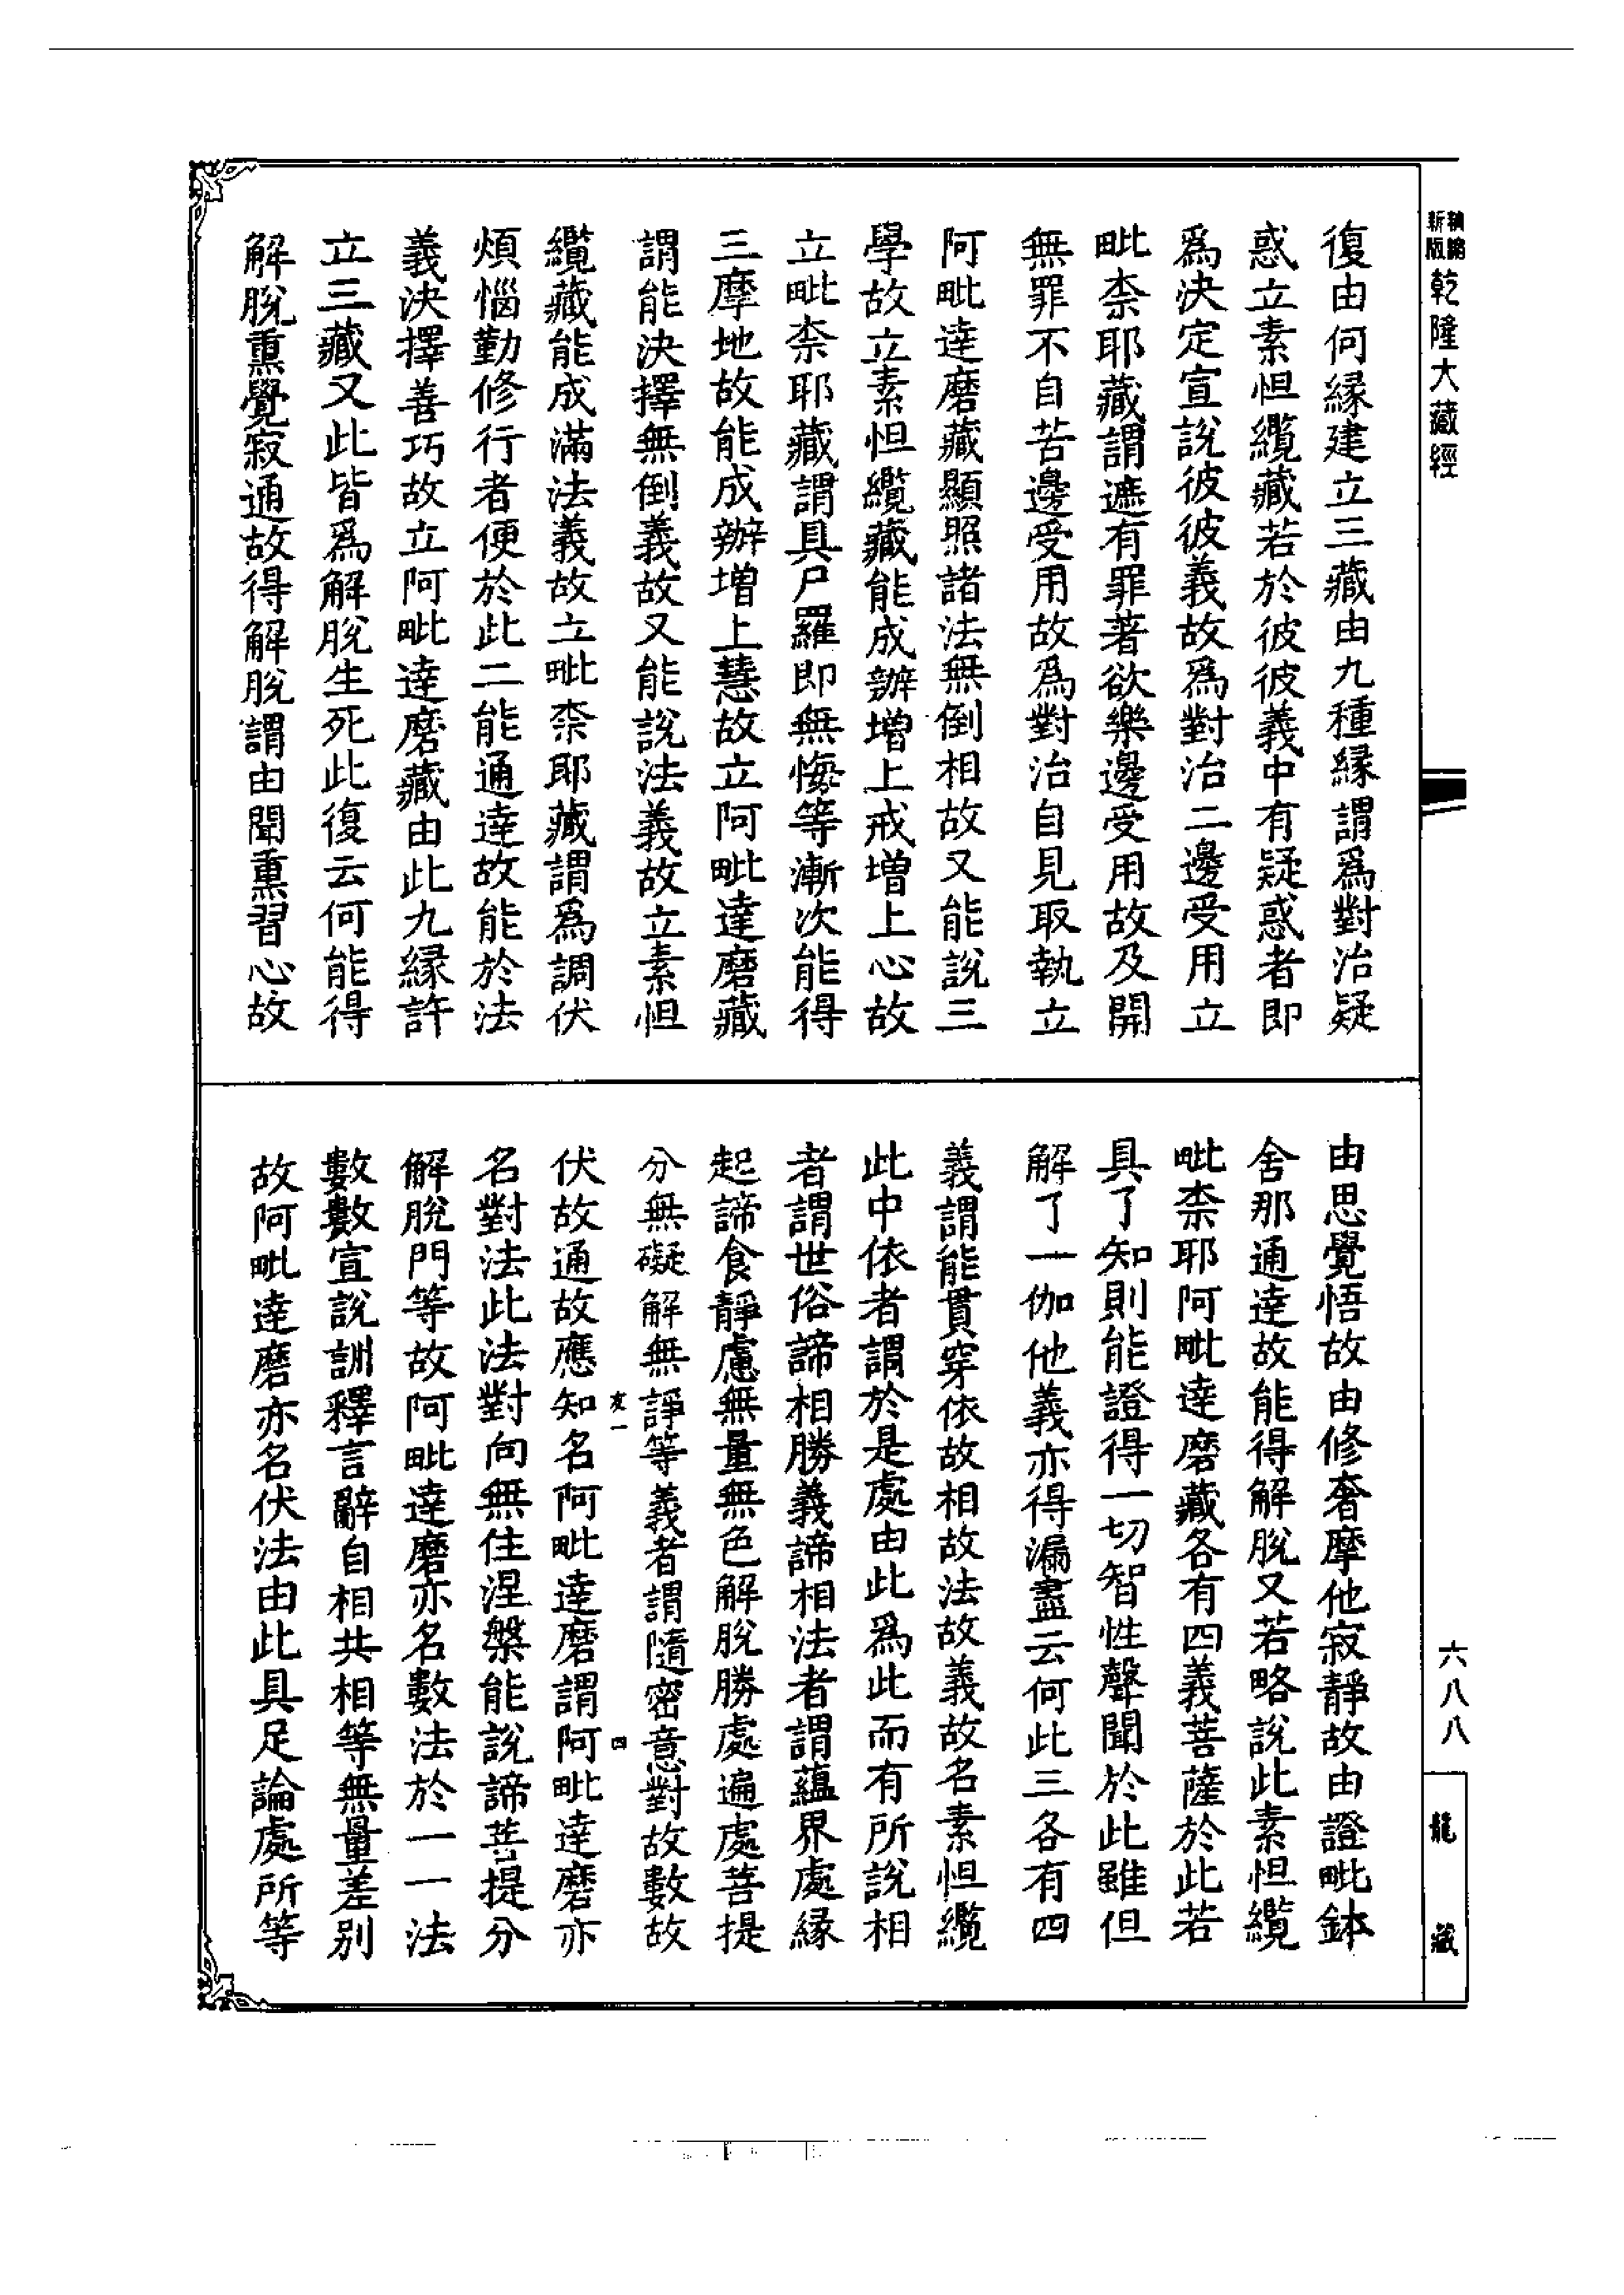 新版精縮
乾隆大藏經
復由何緣建立三藏由九種緣謂爲對治疑
惑立素怛纜藏若於彼彼義中有疑惑者即
爲決定宣說彼彼義故爲對治二邊受用立
毗柰耶藏謂遮有罪著欲樂邊受用故及開
無罪不自苦邊受用故爲對治自見取執立
阿毗達磨藏顯照諸法無倒相故又能說三
學故立素怛纜藏能成辦增上戒增上心故
立毗柰耶藏謂具尸羅即無悔等漸次能得
三摩地故能成辦增上慧故立阿毗達磨藏
謂能決擇無倒義故又能說法義故立素怛
纜藏能成滿法義故立毗柰耶藏謂爲調伏
煩惱勤修行者便於此二能通達故能於法
義決擇善巧故立阿毗達磨藏由此九緣許
立三藏又此皆爲解脫生死此復云何能得
解脫熏覺寂通故得解脫謂由聞熏習心故
由思覺悟故由修奢摩他寂靜故由證毗鉢
舍那通達故能得解脫又若略說此素怛纜
毗柰耶阿毗達磨藏各有四義菩薩於此若
具了知則能證得一切智性聲聞於此雖但
解了一伽他義亦得漏盡云何此三各有四
義謂能貫穿依故相故法故義故名素怛纜
此中依者謂於是處由此爲此而有所說相
者謂世俗諦相勝義諦相法者謂蘊界處緣
起諦食靜慮無量無色解脫勝處遍處菩提
分無礙解無諍等義者謂隨密意對故數故
伏故通故應知名阿毗達磨謂阿毗達磨亦
名對法此法對向無住涅槃能說諦菩提分
解脫門等故阿毗達磨亦名數法於一一法
數數宣說訓釋言辭自相共相等無量差別
故阿毗達磨亦名伏法由此具足論處所等
友一
四
六八八
龍藏